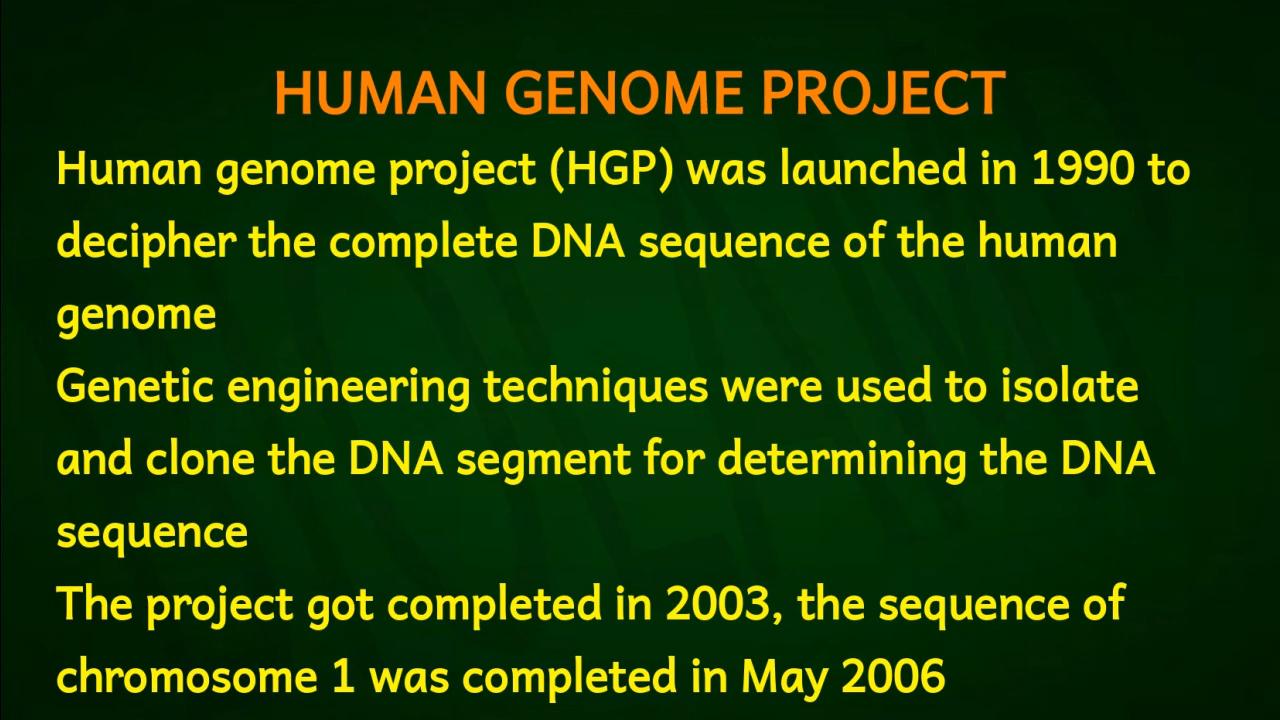 HUMAN GENOME PROJECT
Human genome project (HGP) was launched in 1990 to
decipher the complete DNA sequence of the human
genome
Genetic engineering techniques were used to isolate
and clone the DNA segment for determining the DNA
sequence
The project got completed in 2003, the sequence of
chromosome 1 was completed in May 2006